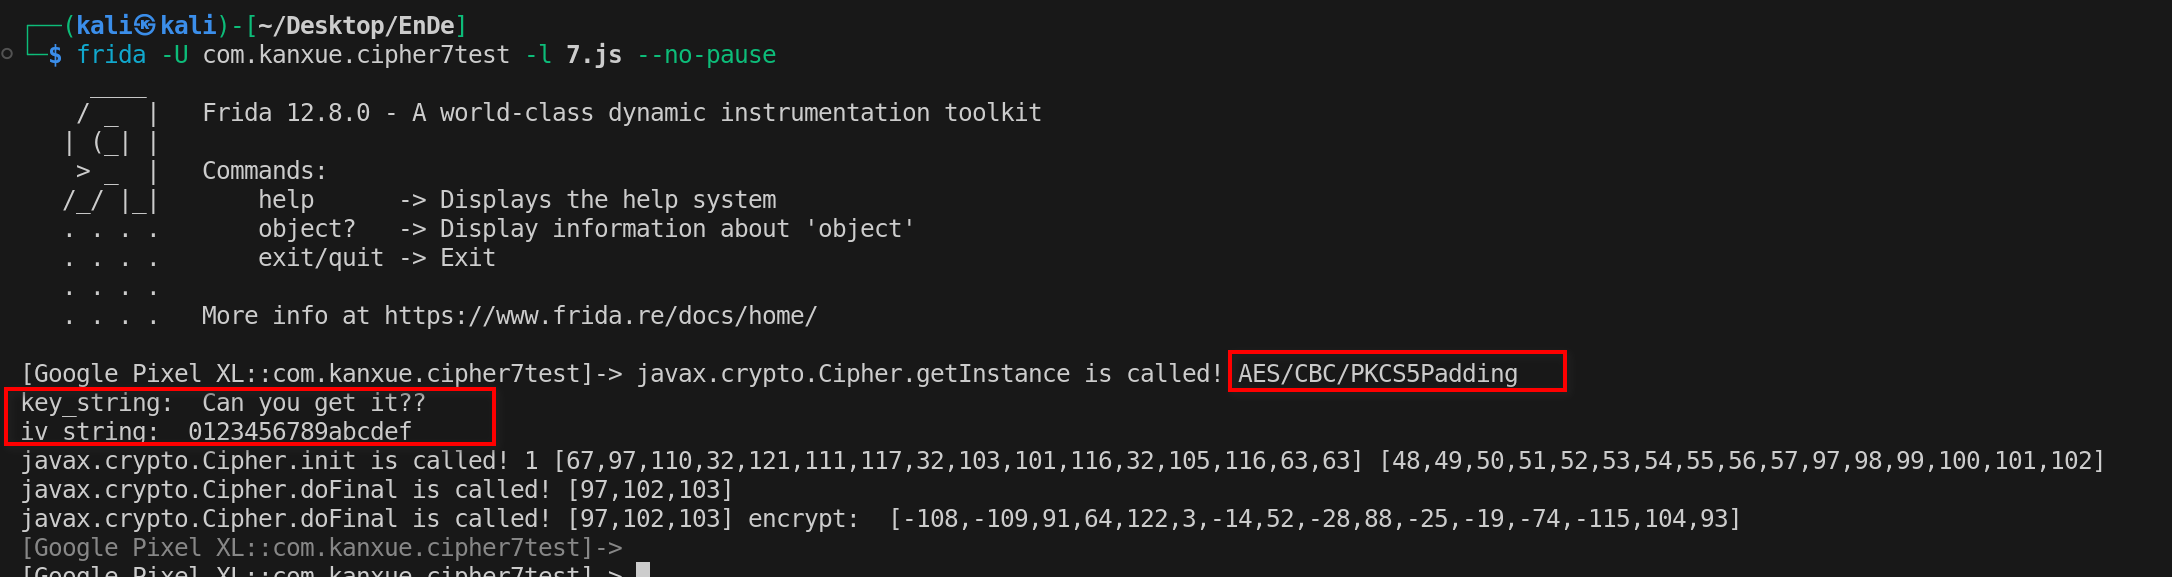 ┌──(kali㉿kali)-[~/Desktop/EnDe]
└─$ frida -U com.kanxue.cipher7test -l 7.js --no-pause
     ____
    / _  |   Frida 12.8.0 - A world-class dynamic instrumentation toolkit
   | (_| |
    > _  |   Commands:
   /_/ |_|       help      -> Displays the help system
   . . . .       object?   -> Display information about 'object'
   . . . .       exit/quit -> Exit
   . . . .
   . . . .   More info at https://www.frida.re/docs/home/
[Google Pixel XL::com.kanxue.cipher7test]-> javax.crypto.Cipher.getInstance is called! AES/CBC/PKCS5Padding
key_string:  Can you get it??
iv string:  0123456789abcdef
javax.crypto.Cipher.init is called! 1 [67,97,110,32,121,111,117,32,103,101,116,32,105,116,63,63] [48,49,50,51,52,53,54,55,56,57,97,98,99,100,101,102]
javax.crypto.Cipher.doFinal is called! [97,102,103]
javax.crypto.Cipher.doFinal is called! [97,102,103] encrypt:  [-108,-109,91,64,122,3,-14,52,-28,88,-25,-19,-74,-115,104,93]
[Google Pixel XL::com.kanxue.cipher7test]->
[Google Pixel XL::com.kanxue.cipher7test]->